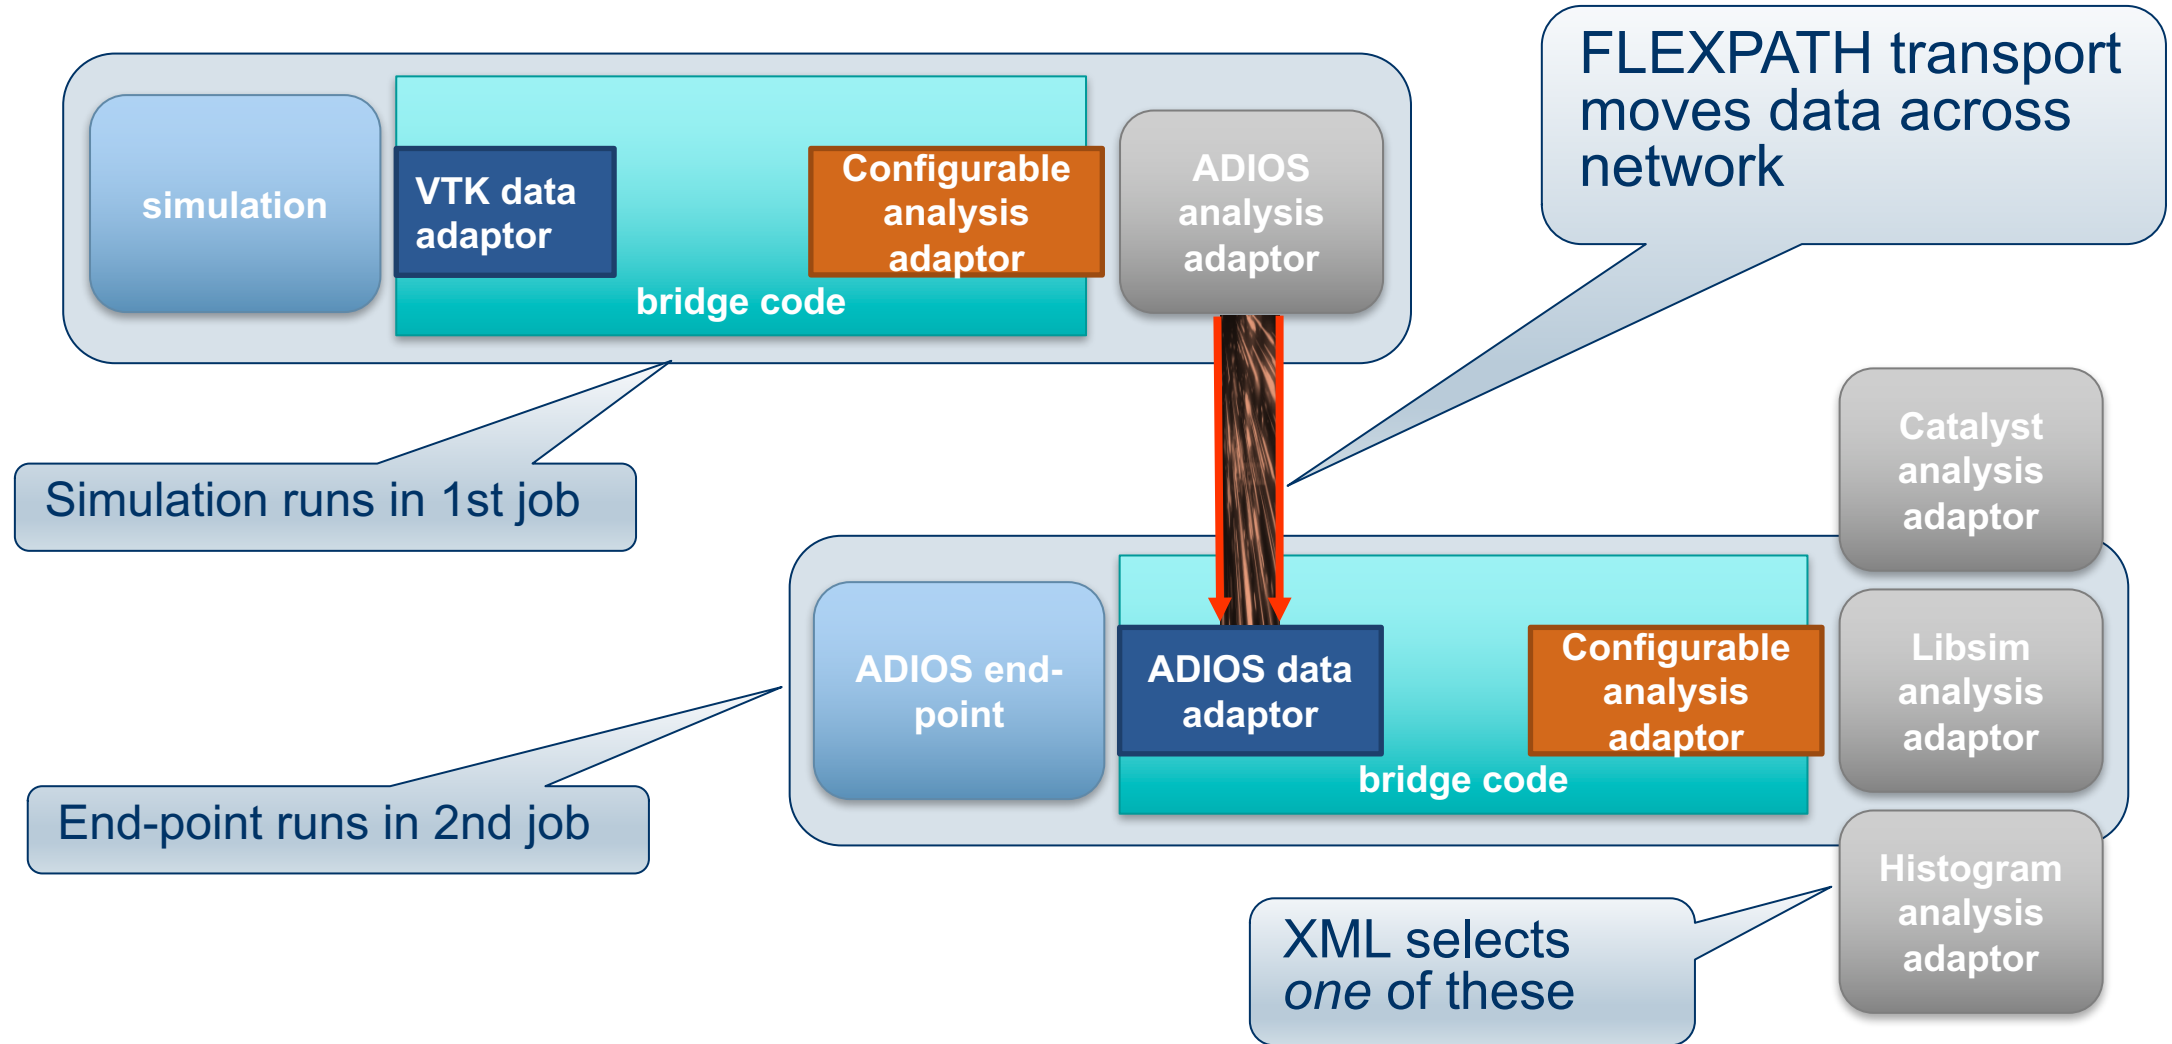 FLEXPATH transport
moves data across
network
simulation
VTK data
adaptor
Configurable
analysis
adaptor
bridge code
ADIOS
analysis
adaptor
Simulation runs in 1st job
Catalyst
analysis
adaptor
ADIOS end-
point
ADIOS data
adaptor
Configurable
analysis
adaptor
bridge code
Libsim
analysis
adaptor
End-point runs in 2nd job
Histogram
analysis
adaptor
XML selects
one of these